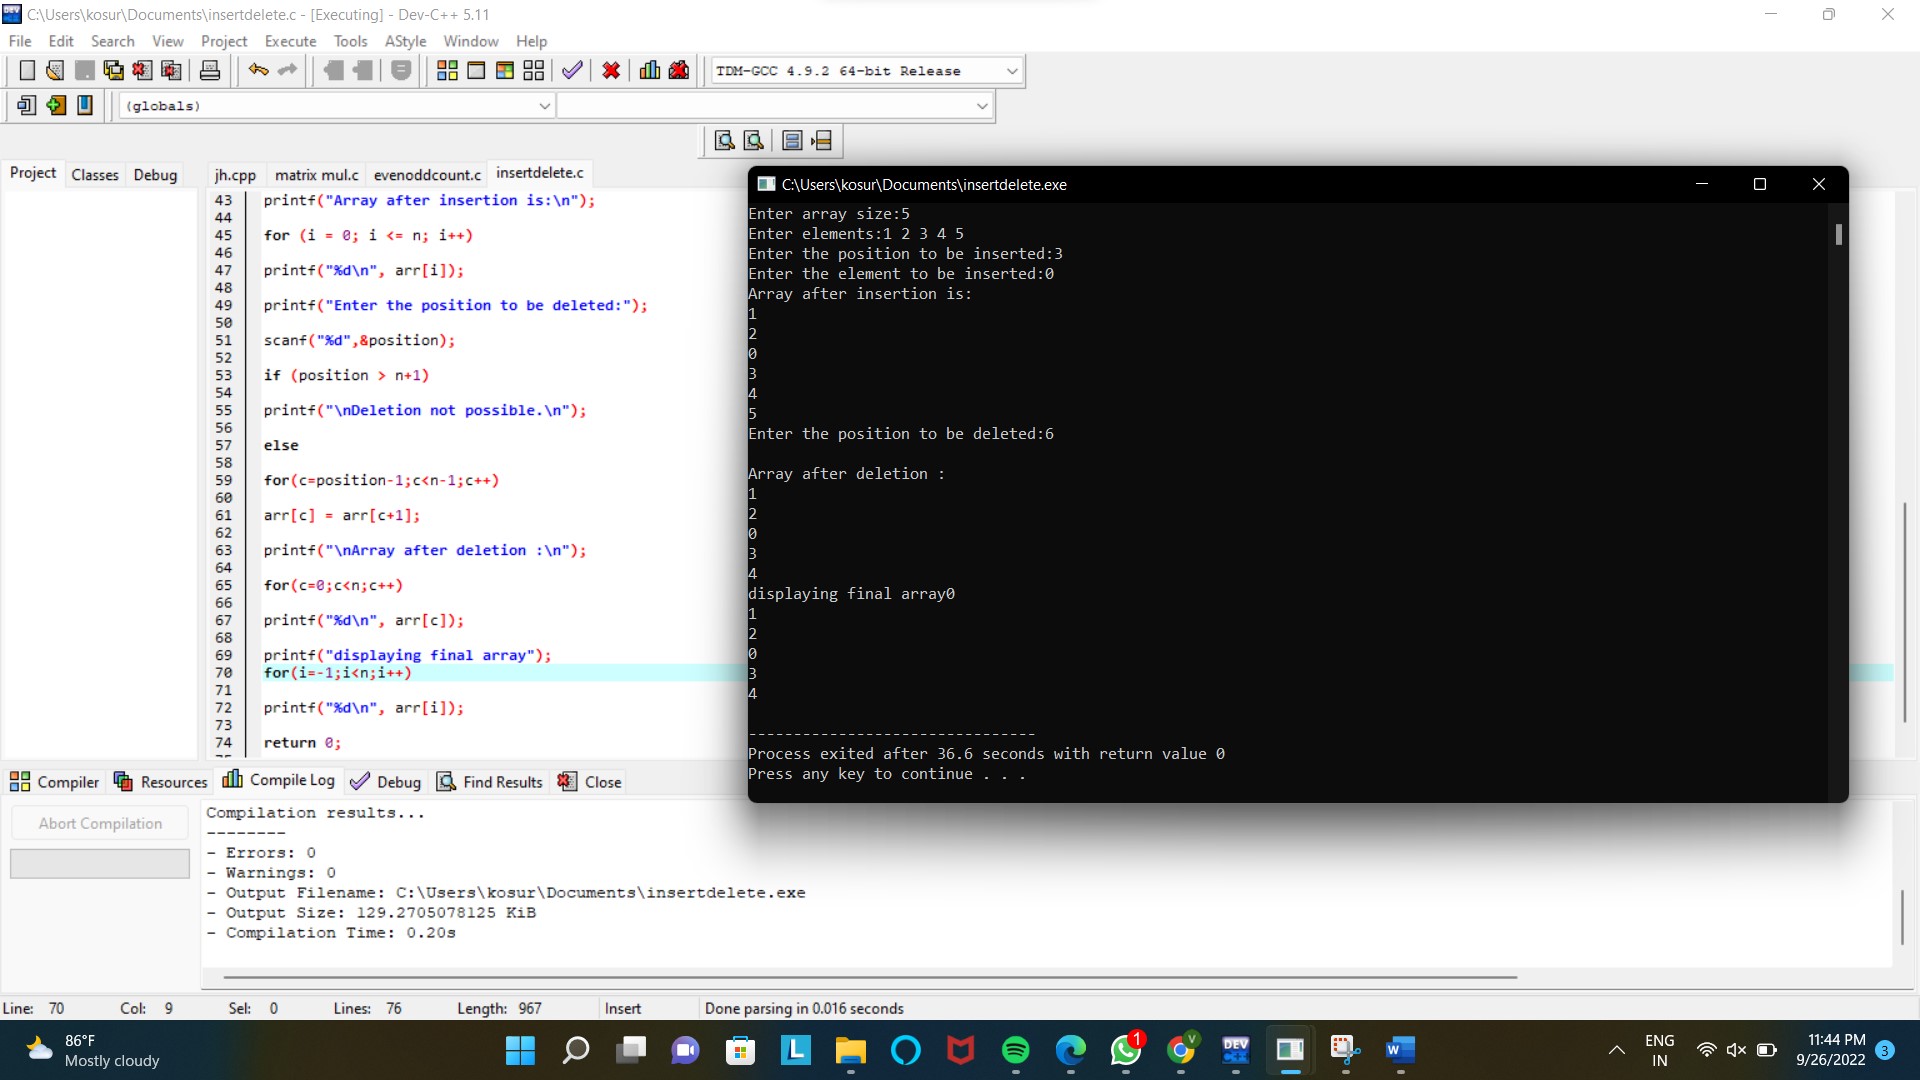 C:\Users\kosur\Documents\insertdelete.c - [Executing] - Dev-C++ 5.11
File Edit Search View Project Execute Tools AStyle Window Help
TDM-GCC 4.9.2 64-bit Release
(globals)
Project Classes Debug
jh.cpp matrix mul.c evenoddcount.c insertdelete.c
43 printf("Array after insertion is:\n");
44
45 for (i = 0; i <= n; i++)
46
47 printf("%d\n", arr[i]);
48
49 printf("Enter the position to be deleted:");
50
51 scanf("%d",&position);
52
53 if (position > n+1)
54
55 printf("\nDeletion not possible.\n");
56
57 else
58
59 for(c=position-1;c<n-1;c++)
60
61 arr[c] = arr[c+1];
62
63 printf("\nArray after deletion :\n");
64
65 for(c=0;c<n;c++)
66
67 printf("%d\n", arr[c]);
68
69 printf("displaying final array");
70 for(i=-1;i<n;i++)
71
72 printf("%d\n", arr[i]);
73
74 return 0;
C:\Users\kosur\Documents\insertdelete.exe
Enter array size:5
Enter elements:1 2 3 4 5
Enter the position to be inserted:3
Enter the element to be inserted:0
Array after insertion is:
1
2
0
3
4
5
Enter the position to be deleted:6
Array after deletion :
1
2
0
3
4
displaying final array0
1
2
0
3
4
--------------------------------
Process exited after 36.6 seconds with return value 0
Press any key to continue . . .
Compiler Resources Compile Log Debug Find Results Close
Abort Compilation
Compilation results...
--------
- Errors: 0
- Warnings: 0
- Output Filename: C:\Users\kosur\Documents\insertdelete.exe
- Output Size: 129.2705078125 KiB
- Compilation Time: 0.20s
Line: 70 Col: 9 Sel: 0 Lines: 76 Length: 967 Insert Done parsing in 0.016 seconds
86°F
Mostly cloudy
L
1
V
DEV
C++
W
ENG
IN
11:44 PM
9/26/2022
3